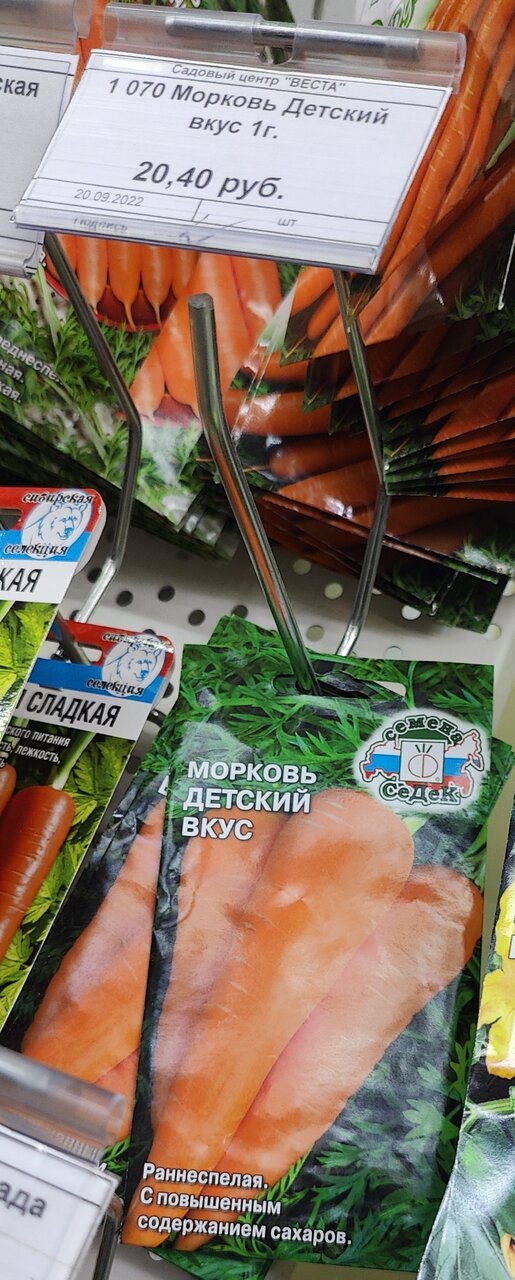 ская
Садовый центр "ВЕСТА"
1 070 Морковь Детский
вкус 1г.
20,40 руб.
20.09.2022
Подпись
шт
сибирская
селекция
КАЯ
сибирская
селекция
СЛАДКАЯ
питания
лежкость,
семена
СеДеК
МОРКОВЬ
ДЕТСКИЙ
ВКУС
Раннеспелая.
С повышенным
содержанием сахаров.
ада